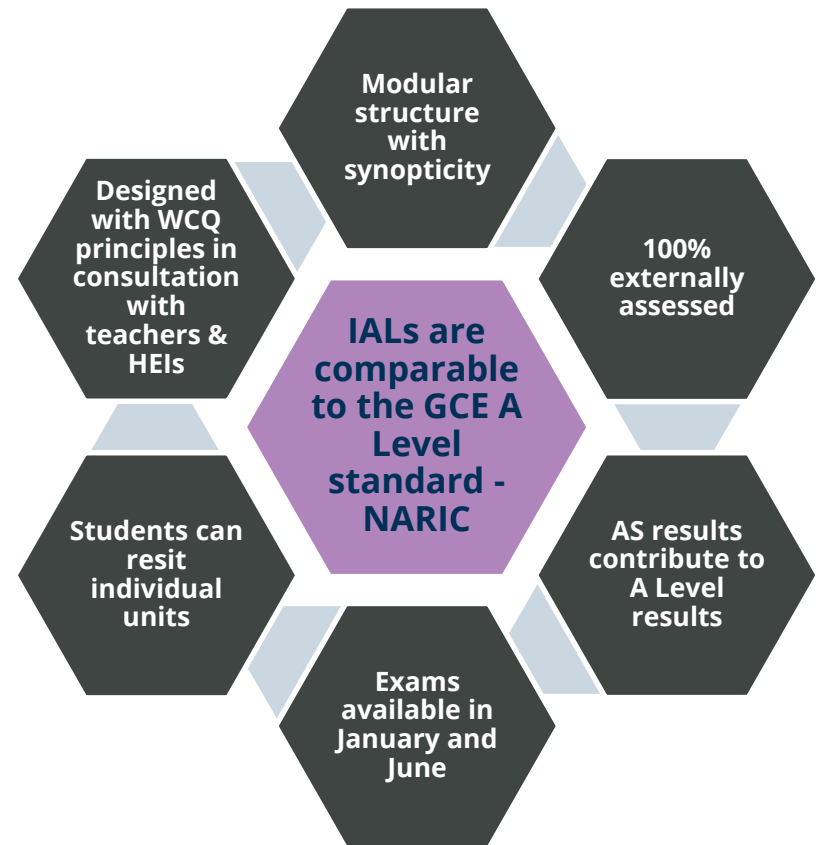 Modular
structure
with
synopticity
100%
externally
assessed
AS results
contribute to
A Level
results
Exams
available in
January and
June
Students can
resit
individual
units
Designed
with WCQ
principles in
consultation
with
teachers &
HEIs
IALs are
comparable
to the GCE A
Level
standard -
NARIC